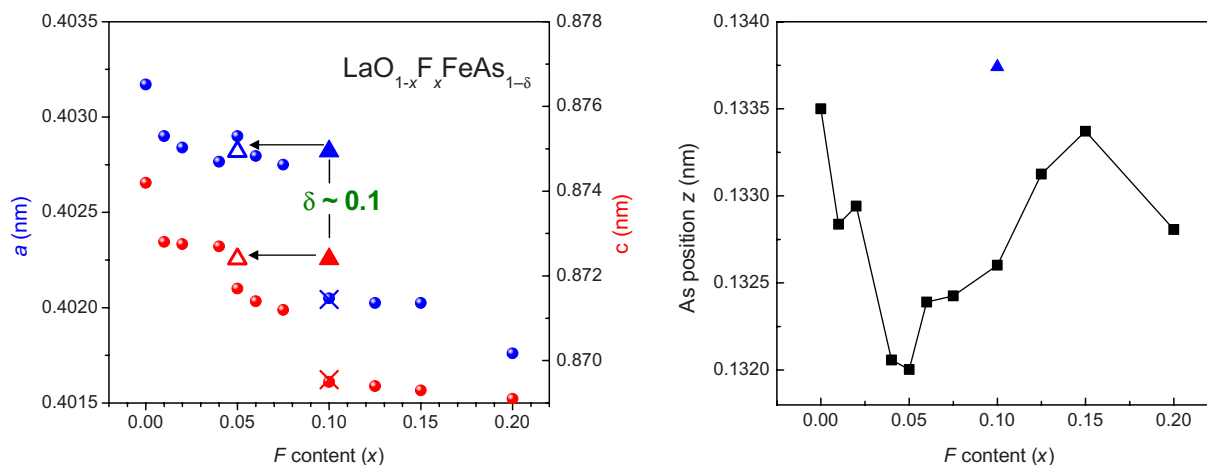 0.4035
0.4030
0.4025
0.4020
0.4015
a (nm)
LaO1-xFxFeAs1–δ
δ ~ 0.1
0.878
0.876
0.874
0.872
0.870
c (nm)
0.00 0.05 0.10 0.15 0.20
F content (x)
0.1340
0.1335
0.1330
0.1325
0.1320
As position z (nm)
0.00 0.05 0.10 0.15 0.20
F content (x)